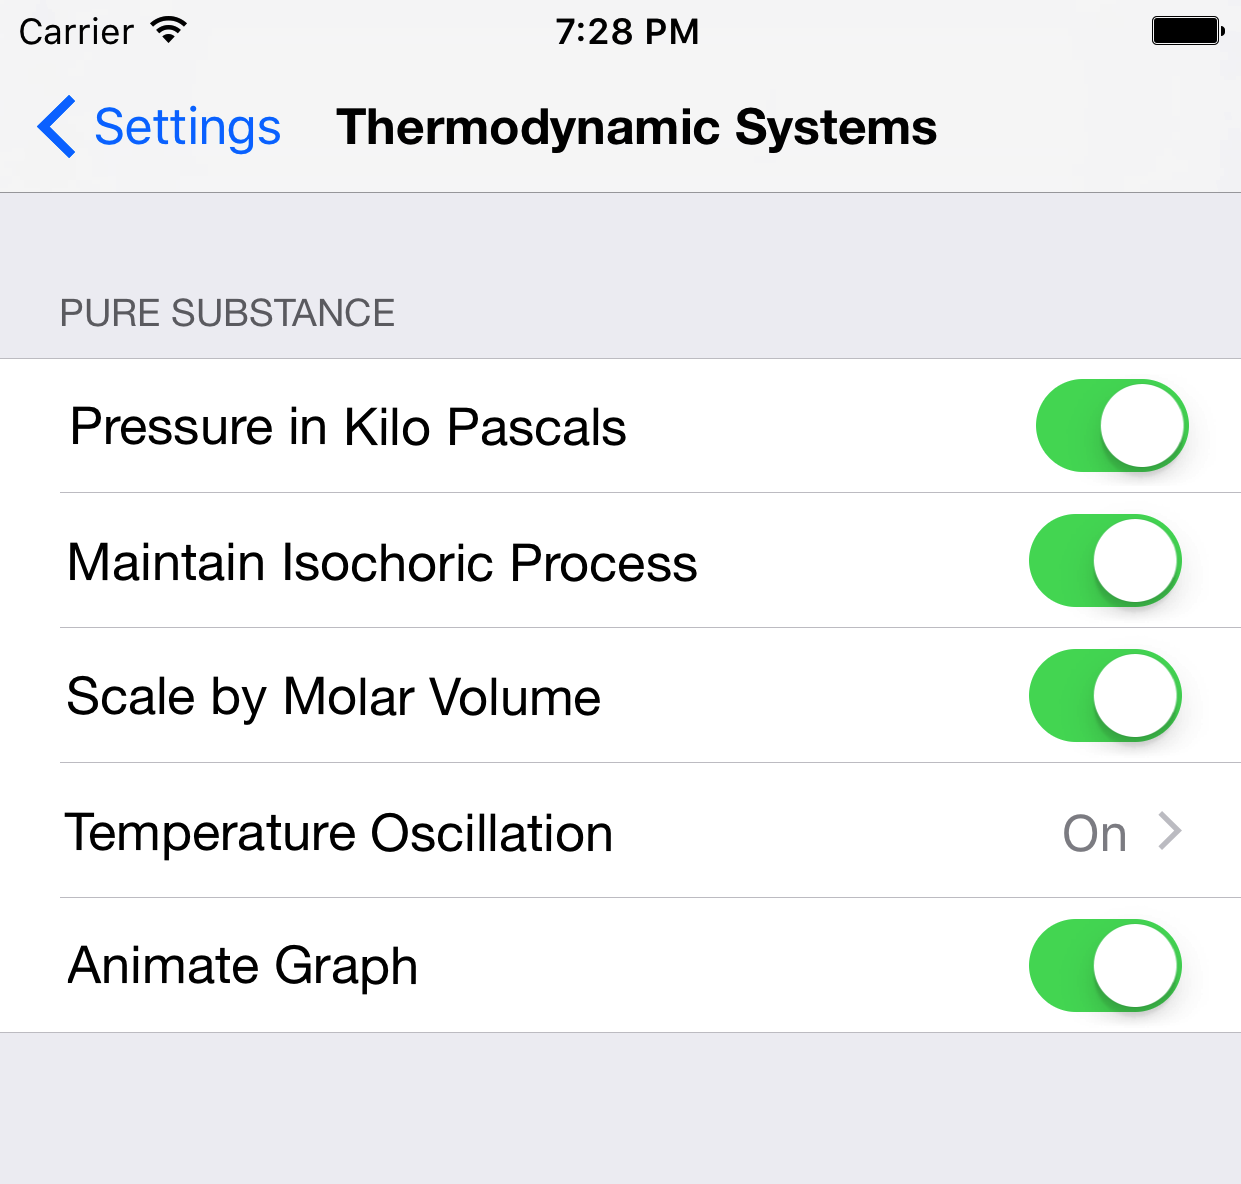 Carrier 7:28 PM
Settings Thermodynamic Systems
PURE SUBSTANCE
Pressure in Kilo Pascals
Maintain Isochoric Process
Scale by Molar Volume
Temperature Oscillation On
Animate Graph